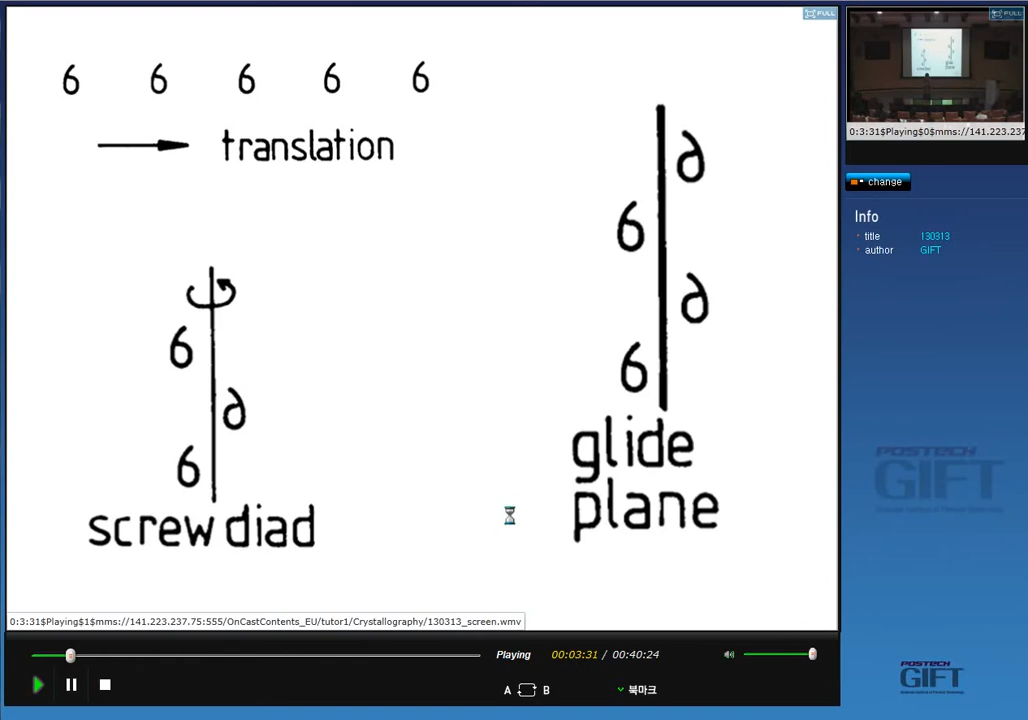 6 6 6 6 6
translation
6
6
6
6
6
6
6
screw diad
glide
plane
0:3:31$Playing$1$mms://141.223.237.75:555/OnCastContents_EU/tutor1/Crystallography/130313_screen.wmv
Playing
00:03:31 / 00:40:24
A B
북마크
FULL
FULL
0:3:31$Playing$0$mms://141.223.237
change
Info
title 130313
author GIFT
POSTECH
GIFT
POSTECH
GIFT